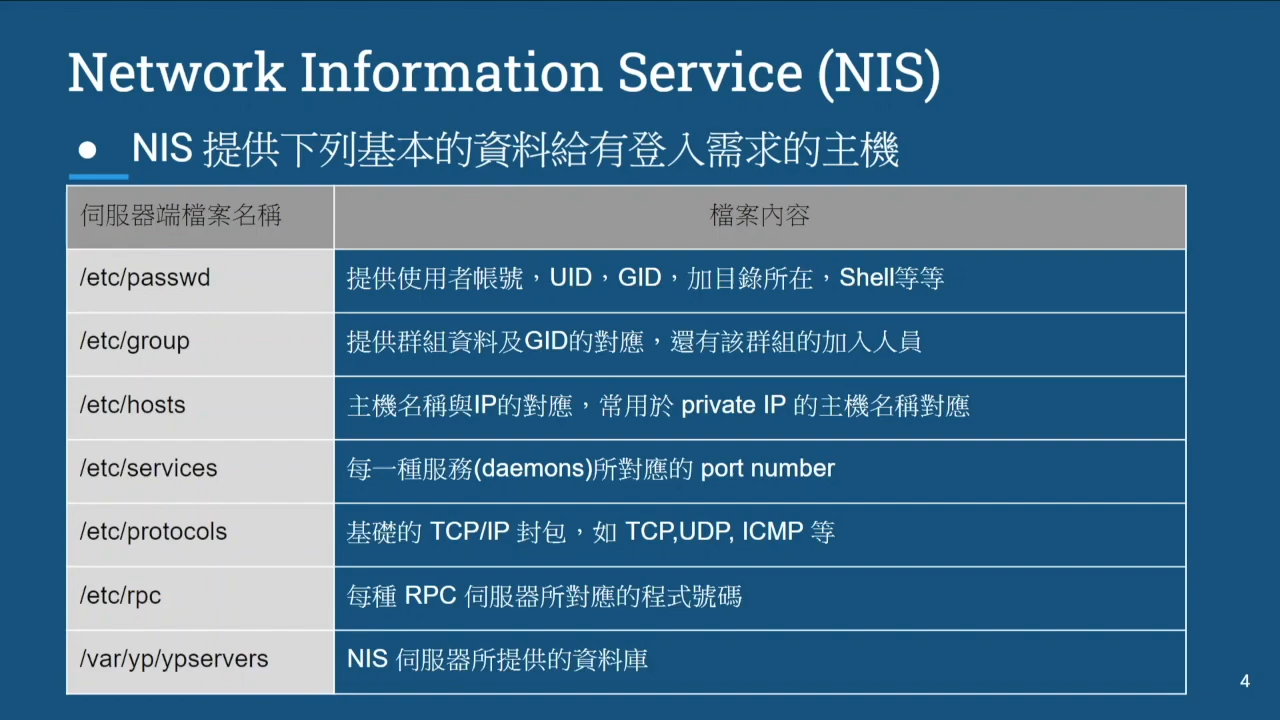 Network Information Service (NIS)
● NIS 提供下列基本的資料給有登入需求的主機
伺服器端檔案名稱 檔案內容
/etc/passwd 提供使用者帳號，UID，GID，加目錄所在，Shell等等
/etc/group 提供群組資料及GID的對應，還有該群組的加入人員
/etc/hosts 主機名稱與IP的對應，常用於 private IP 的主機名稱對應
/etc/services 每一種服務(daemons)所對應的 port number
/etc/protocols 基礎的 TCP/IP 封包，如 TCP,UDP, ICMP 等
/etc/rpc 每種 RPC 伺服器所對應的程式號碼
/var/yp/ypservers NIS 伺服器所提供的資料庫
4